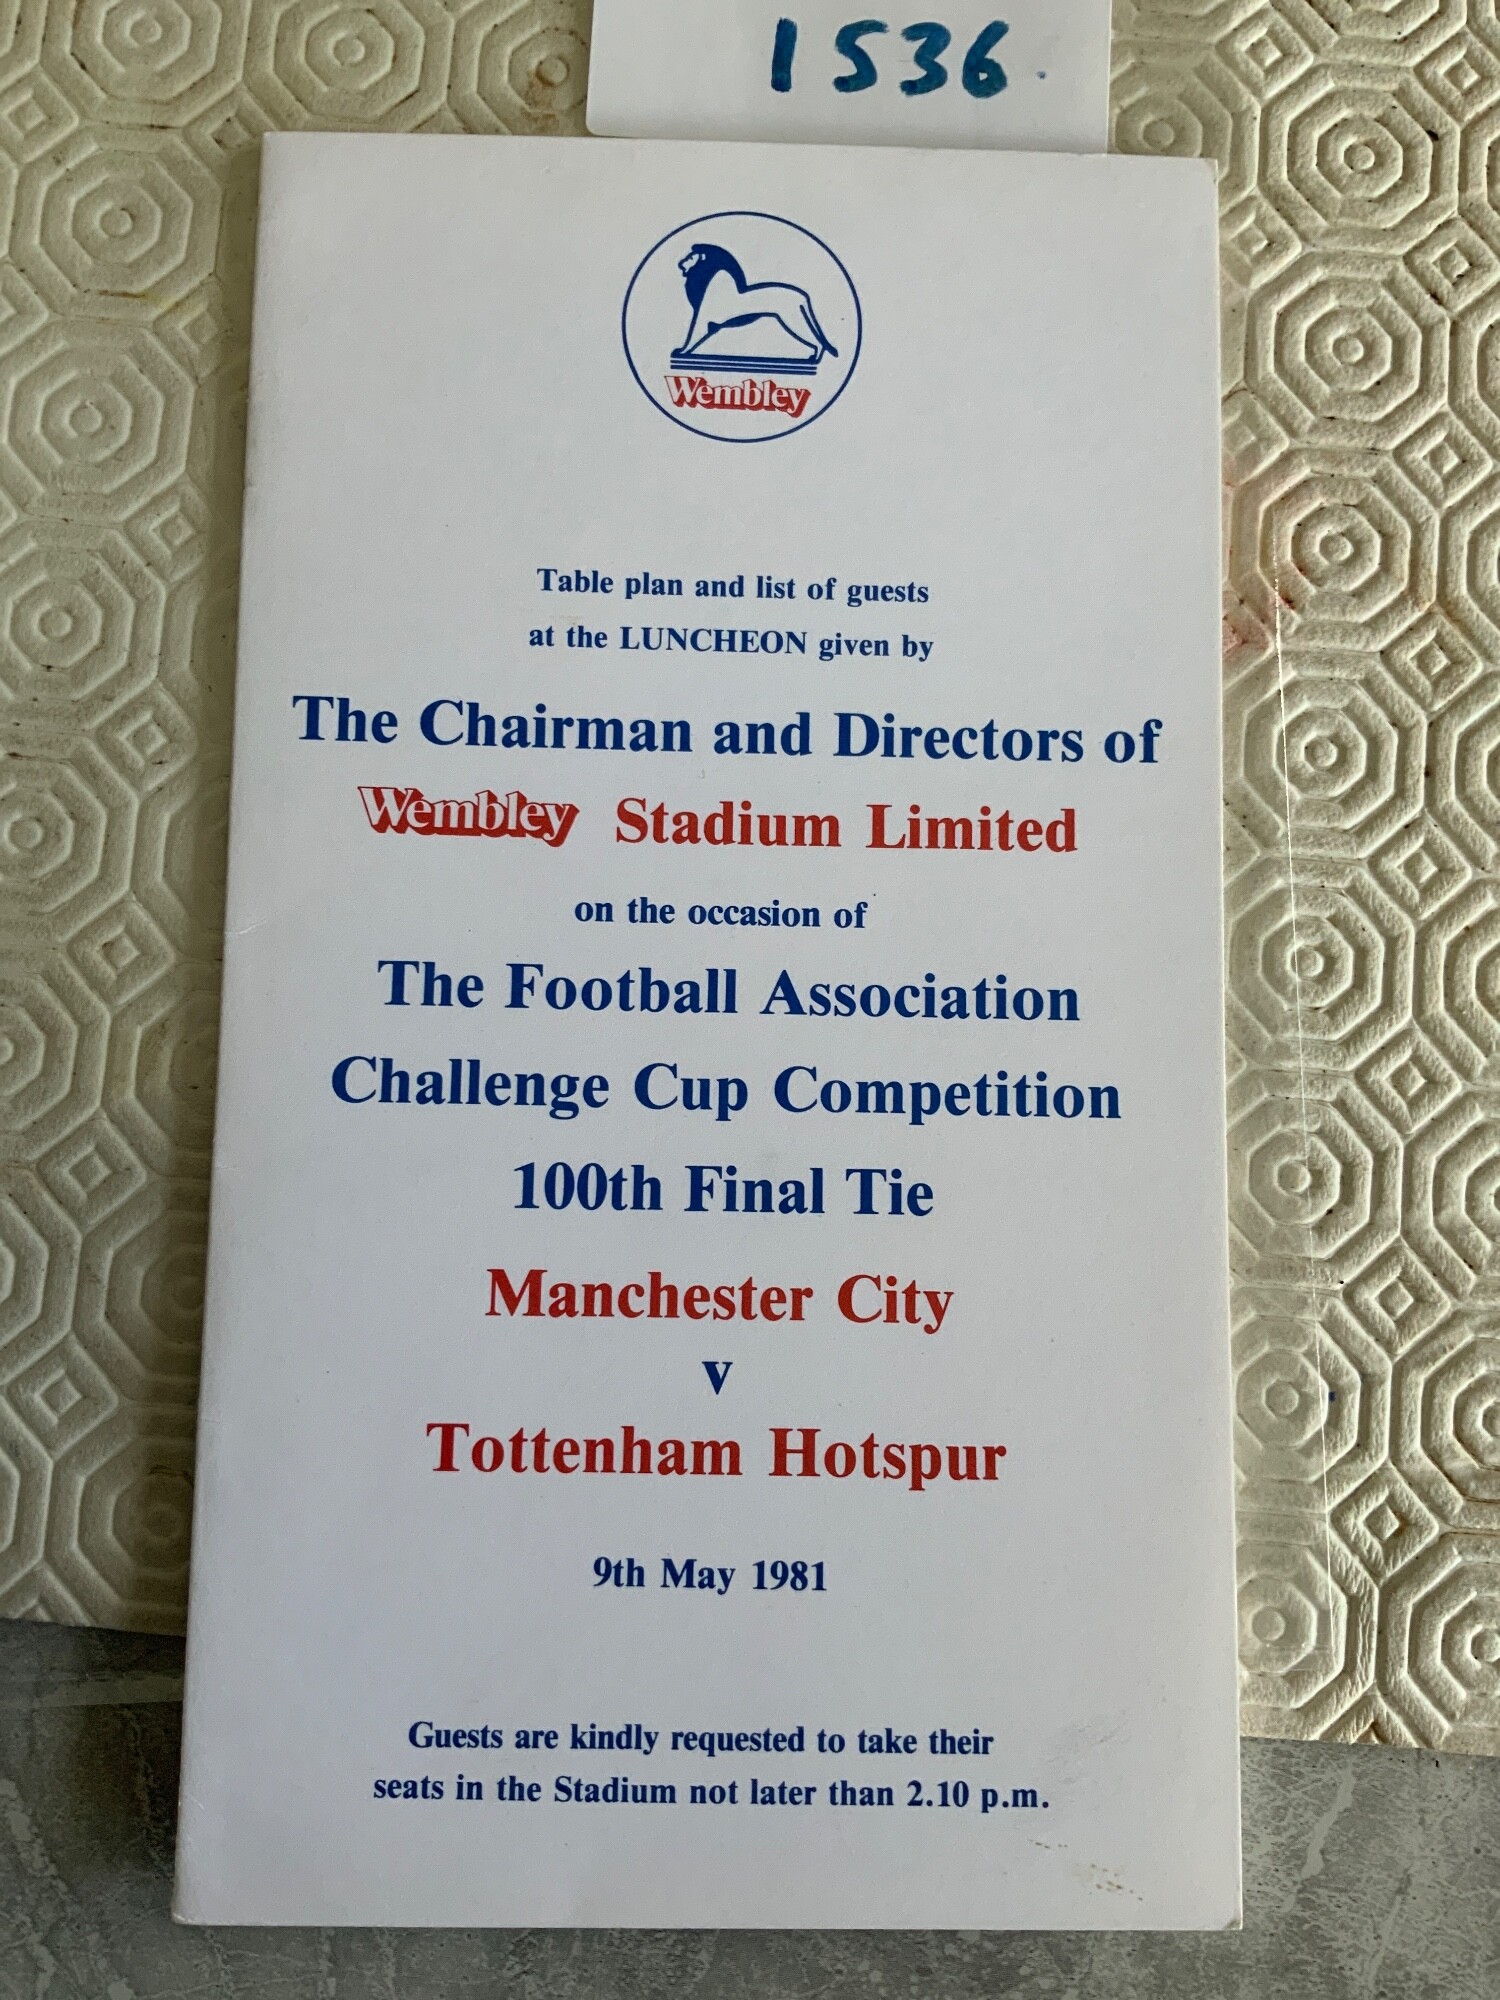 1536.
Wembley
Table plan and list of guests
at the LUNCHEON given by
The Chairman and Directors of
Wembley Stadium Limited
on the occasion of
The Football Association
Challenge Cup Competition
100th Final Tie
Manchester City
v
Tottenham Hotspur
9th May 1981
Guests are kindly requested to take their
seats in the Stadium not later than 2.10 p.m.